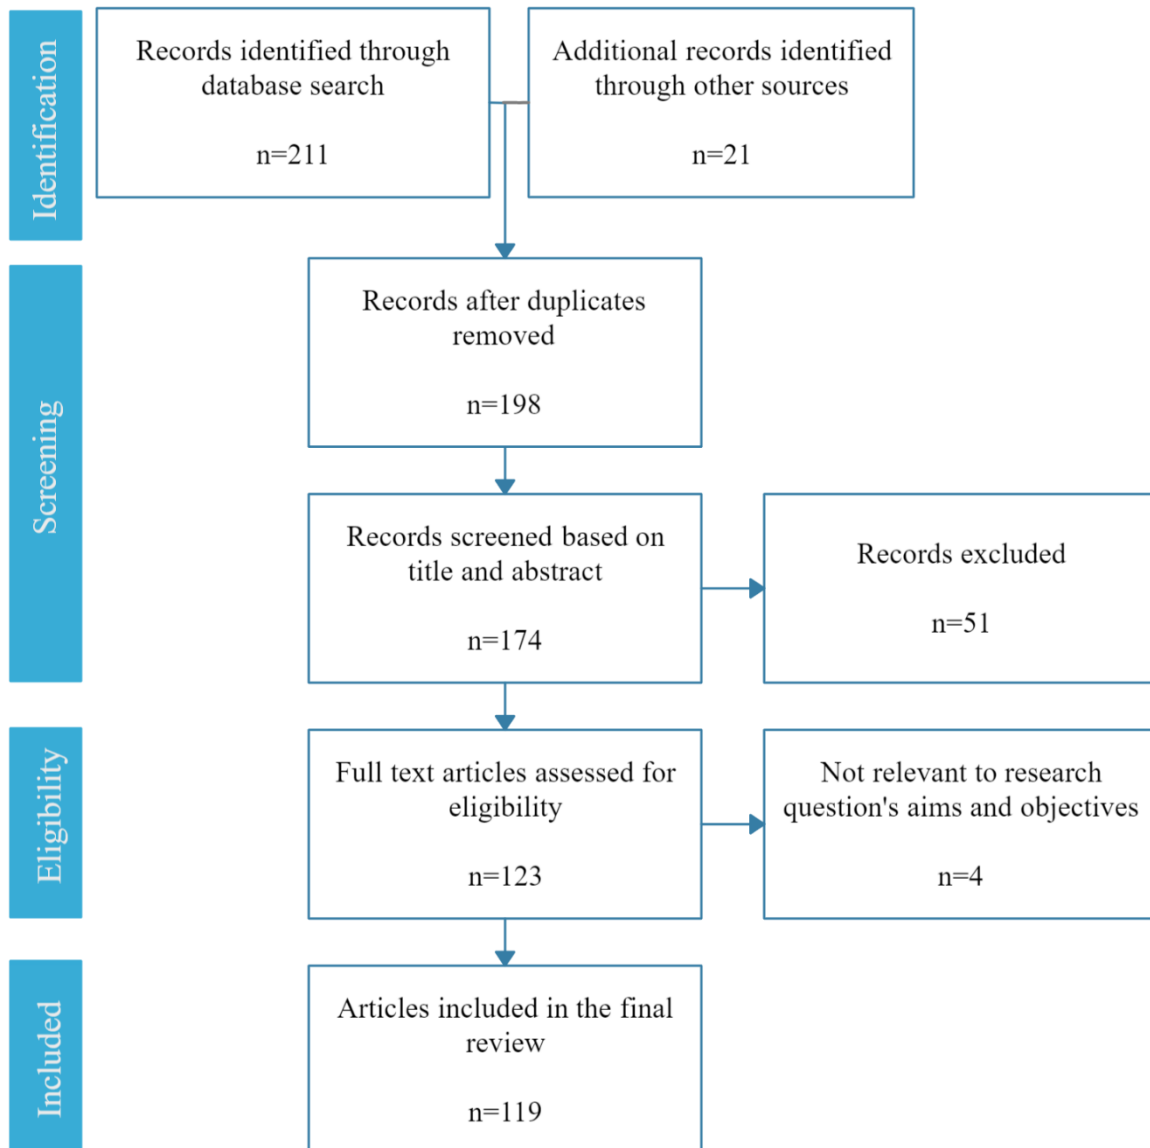 Identification
Records identified through
database search
n=211
Additional records identified
through other sources
n=21
Screening
Records after duplicates
removed
n=198
Records screened based on
title and abstract
n=174
Records excluded
n=51
Eligibility
Full text articles assessed for
eligibility
n=123
Not relevant to research
question's aims and objectives
n=4
Included
Articles included in the final
review
n=119